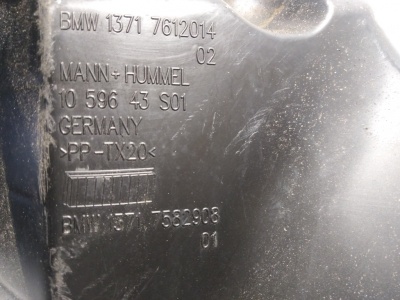 BMW 1371 7612014
02
MANN+HUMMEL
10 596 43 S01
GERMANY
>PP-TX20<
BMW 1371 7582908
01